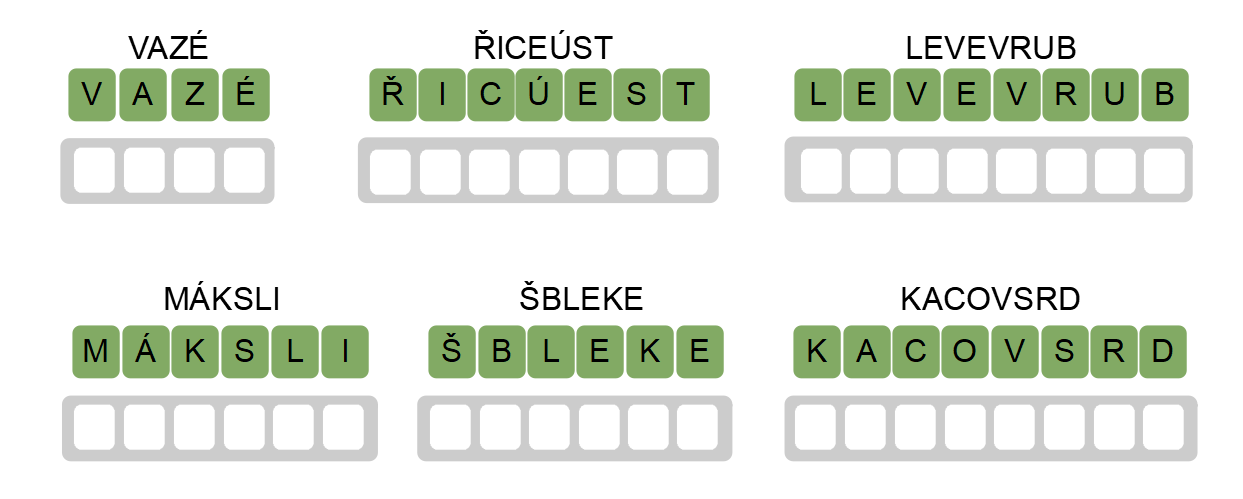 VAZÉ ŘICEÚST LEVEVRUB
V A Z É Ř I C Ú E S T L E V E V R U B
MÁKSLI ŠBLEKE KACOVSRD
M Á K S L I Š B L E K E K A C O V S R D